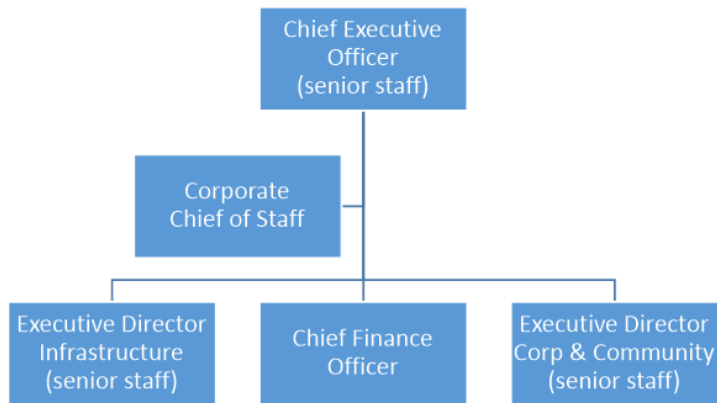 Chief Executive
Officer
(senior staff)
Corporate
Chief of Staff
Executive Director
Infrastructure
(senior staff)
Chief Finance
Officer
Executive Director
Corp & Community
(senior staff)